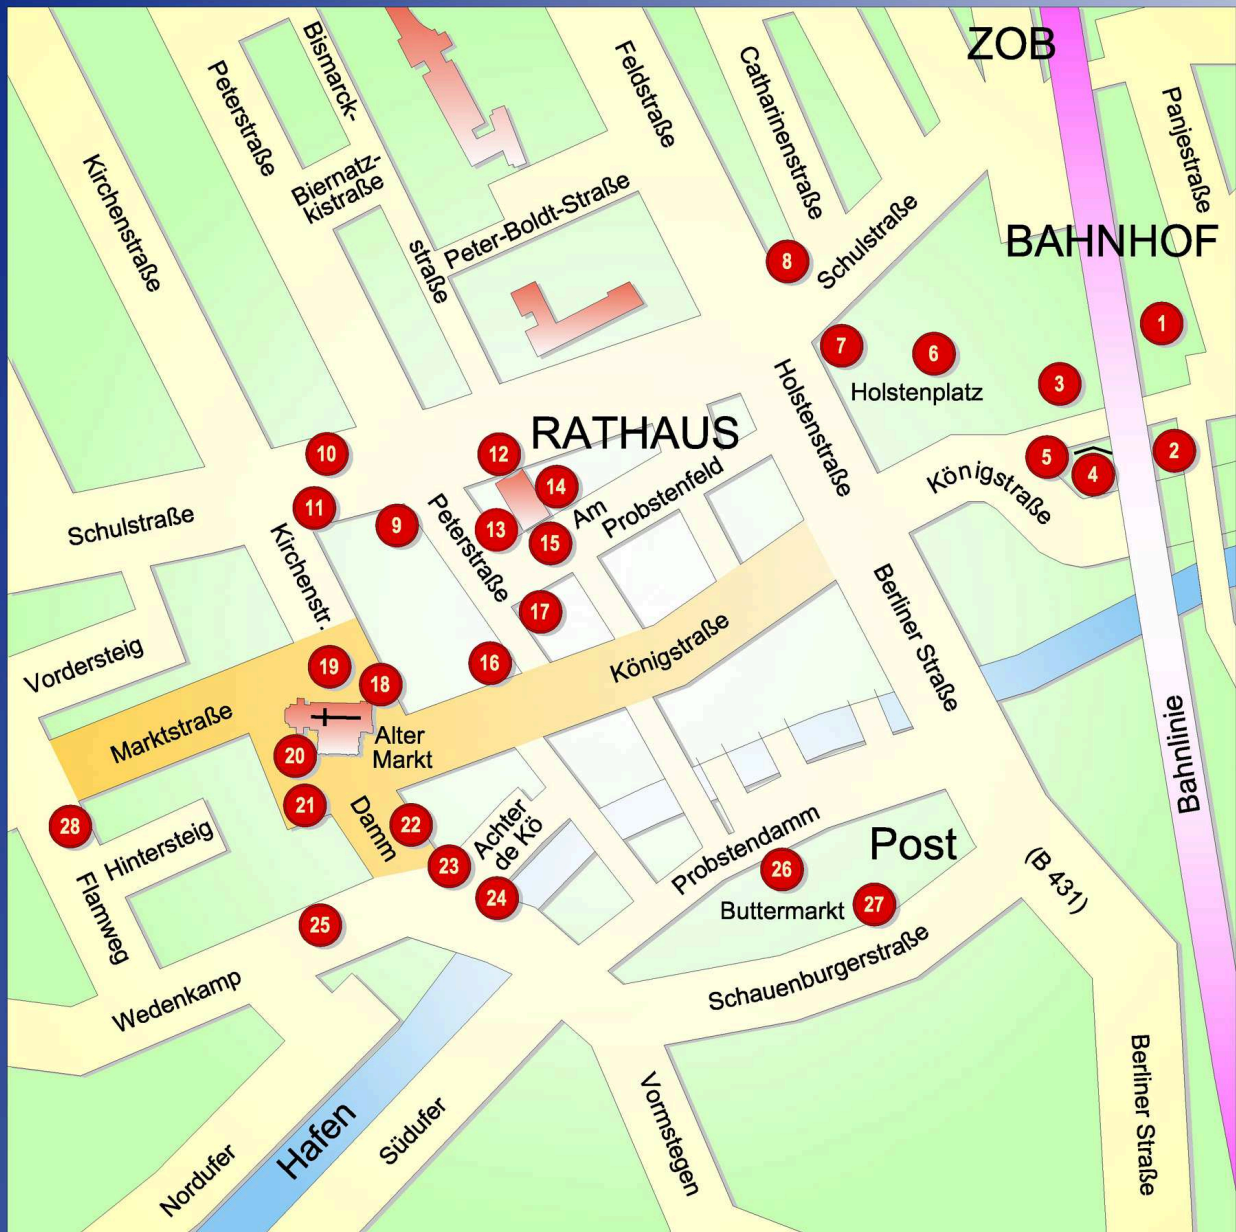 ZOB
Bismarck-
straße
Peterstraße
Feldstraße
Catharinenstraße
Panjestraße
Kirchenstraße
Biernatz-
kistraße
Peter-Boldt-Straße
Schulstraße
BAHNHOF
8
1
7
6
3
Holstenplatz
Holstenstraße
RATHAUS
10
12
14
5
4
2
Königstraße
11
9
13
15
Am
Probstenfeld
Schulstraße
Kirchenstr.
Peterstraße
17
Berliner Straße
Vordersteig
19
18
16
Königstraße
Marktstraße
Alter
Markt
20
21
Bahnlinie
28
Hintersteig
Damm
22
23
Achter
de Kö
24
Probstendamm
Post
26
Buttermarkt
27
(B 431)
Flamweg
25
Wedenkamp
Schauenburgerstraße
Hafen
Nordufer
Südufer
Vormstegen
Berliner Straße